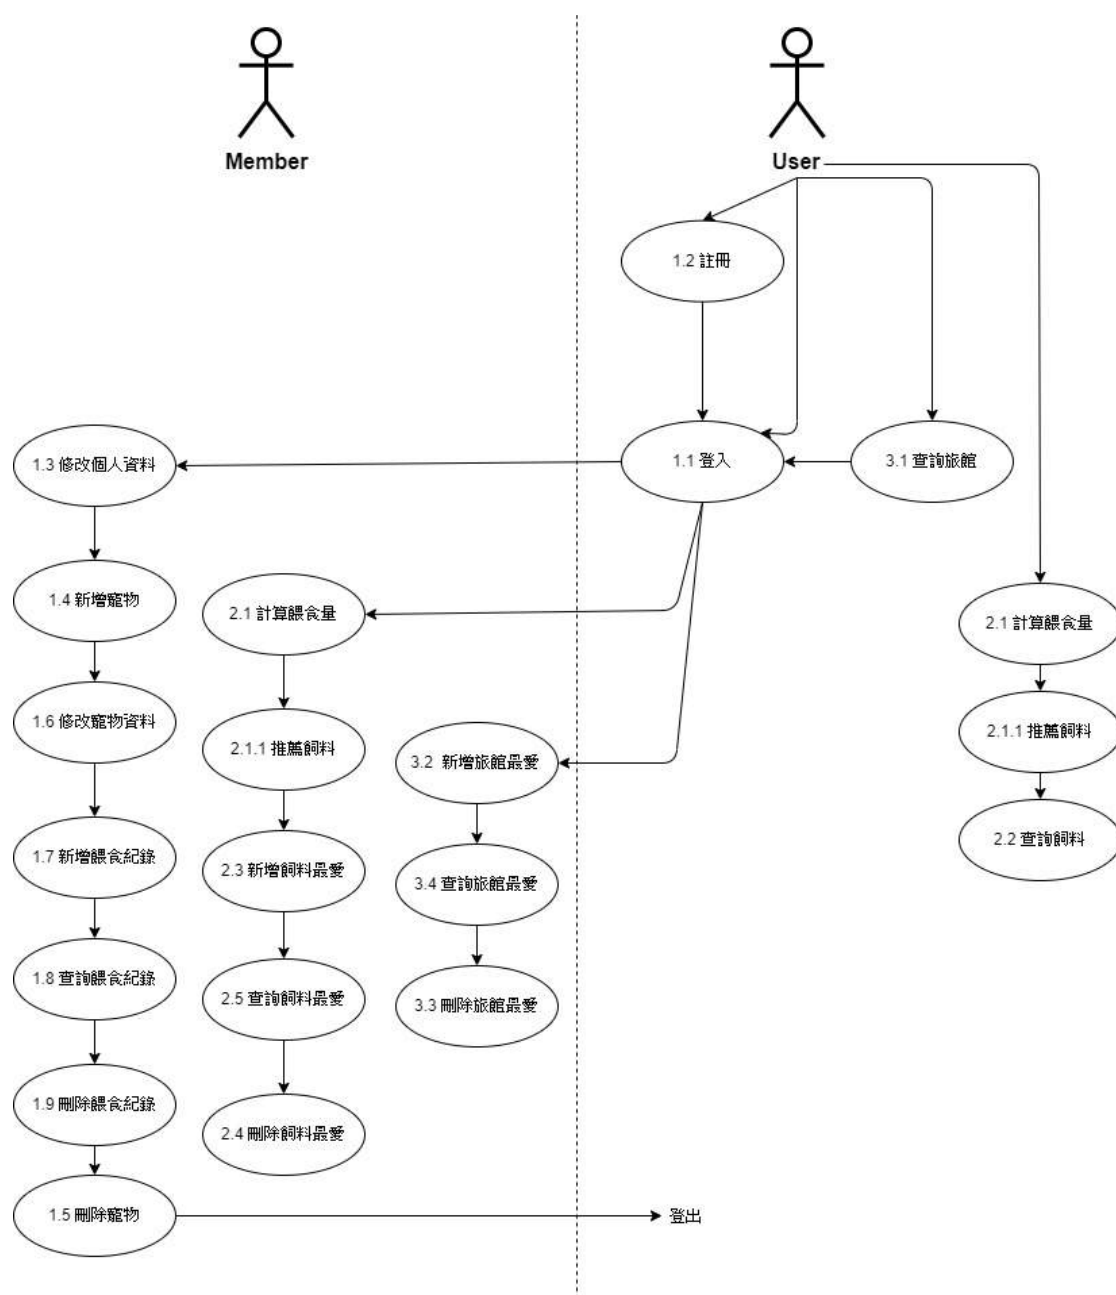 Member
User
1.2 註冊
1.3 修改個人資料
1.1 登入
3.1 查詢旅館
1.4 新增寵物
2.1 計算餵食量
2.1 計算餵食量
1.6 修改寵物資料
2.1.1 推薦飼料
3.2 新增旅館最愛
2.1.1 推薦飼料
1.7 新增餵食紀錄
2.3 新增飼料最愛
3.4 查詢旅館最愛
2.2 查詢飼料
1.8 查詢餵食紀錄
2.5 查詢飼料最愛
3.3 刪除旅館最愛
1.9 刪除餵食紀錄
2.4 刪除飼料最愛
1.5 刪除寵物
登出